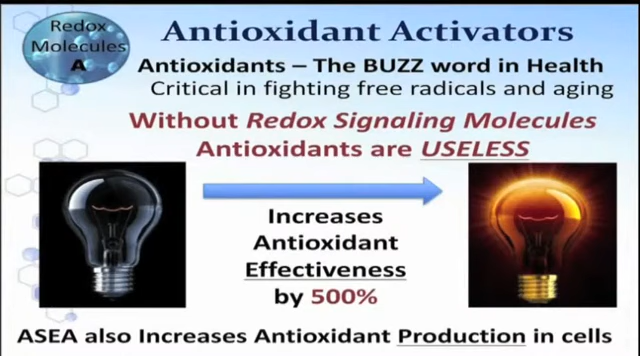 Redox
Molecules
A
Antioxidant Activators
Antioxidants – The BUZZ word in Health
Critical in fighting free radicals and aging
Without Redox Signaling Molecules
Antioxidants are USELESS
Increases
Antioxidant
Effectiveness
by 500%
ASEA also Increases Antioxidant Production in cells